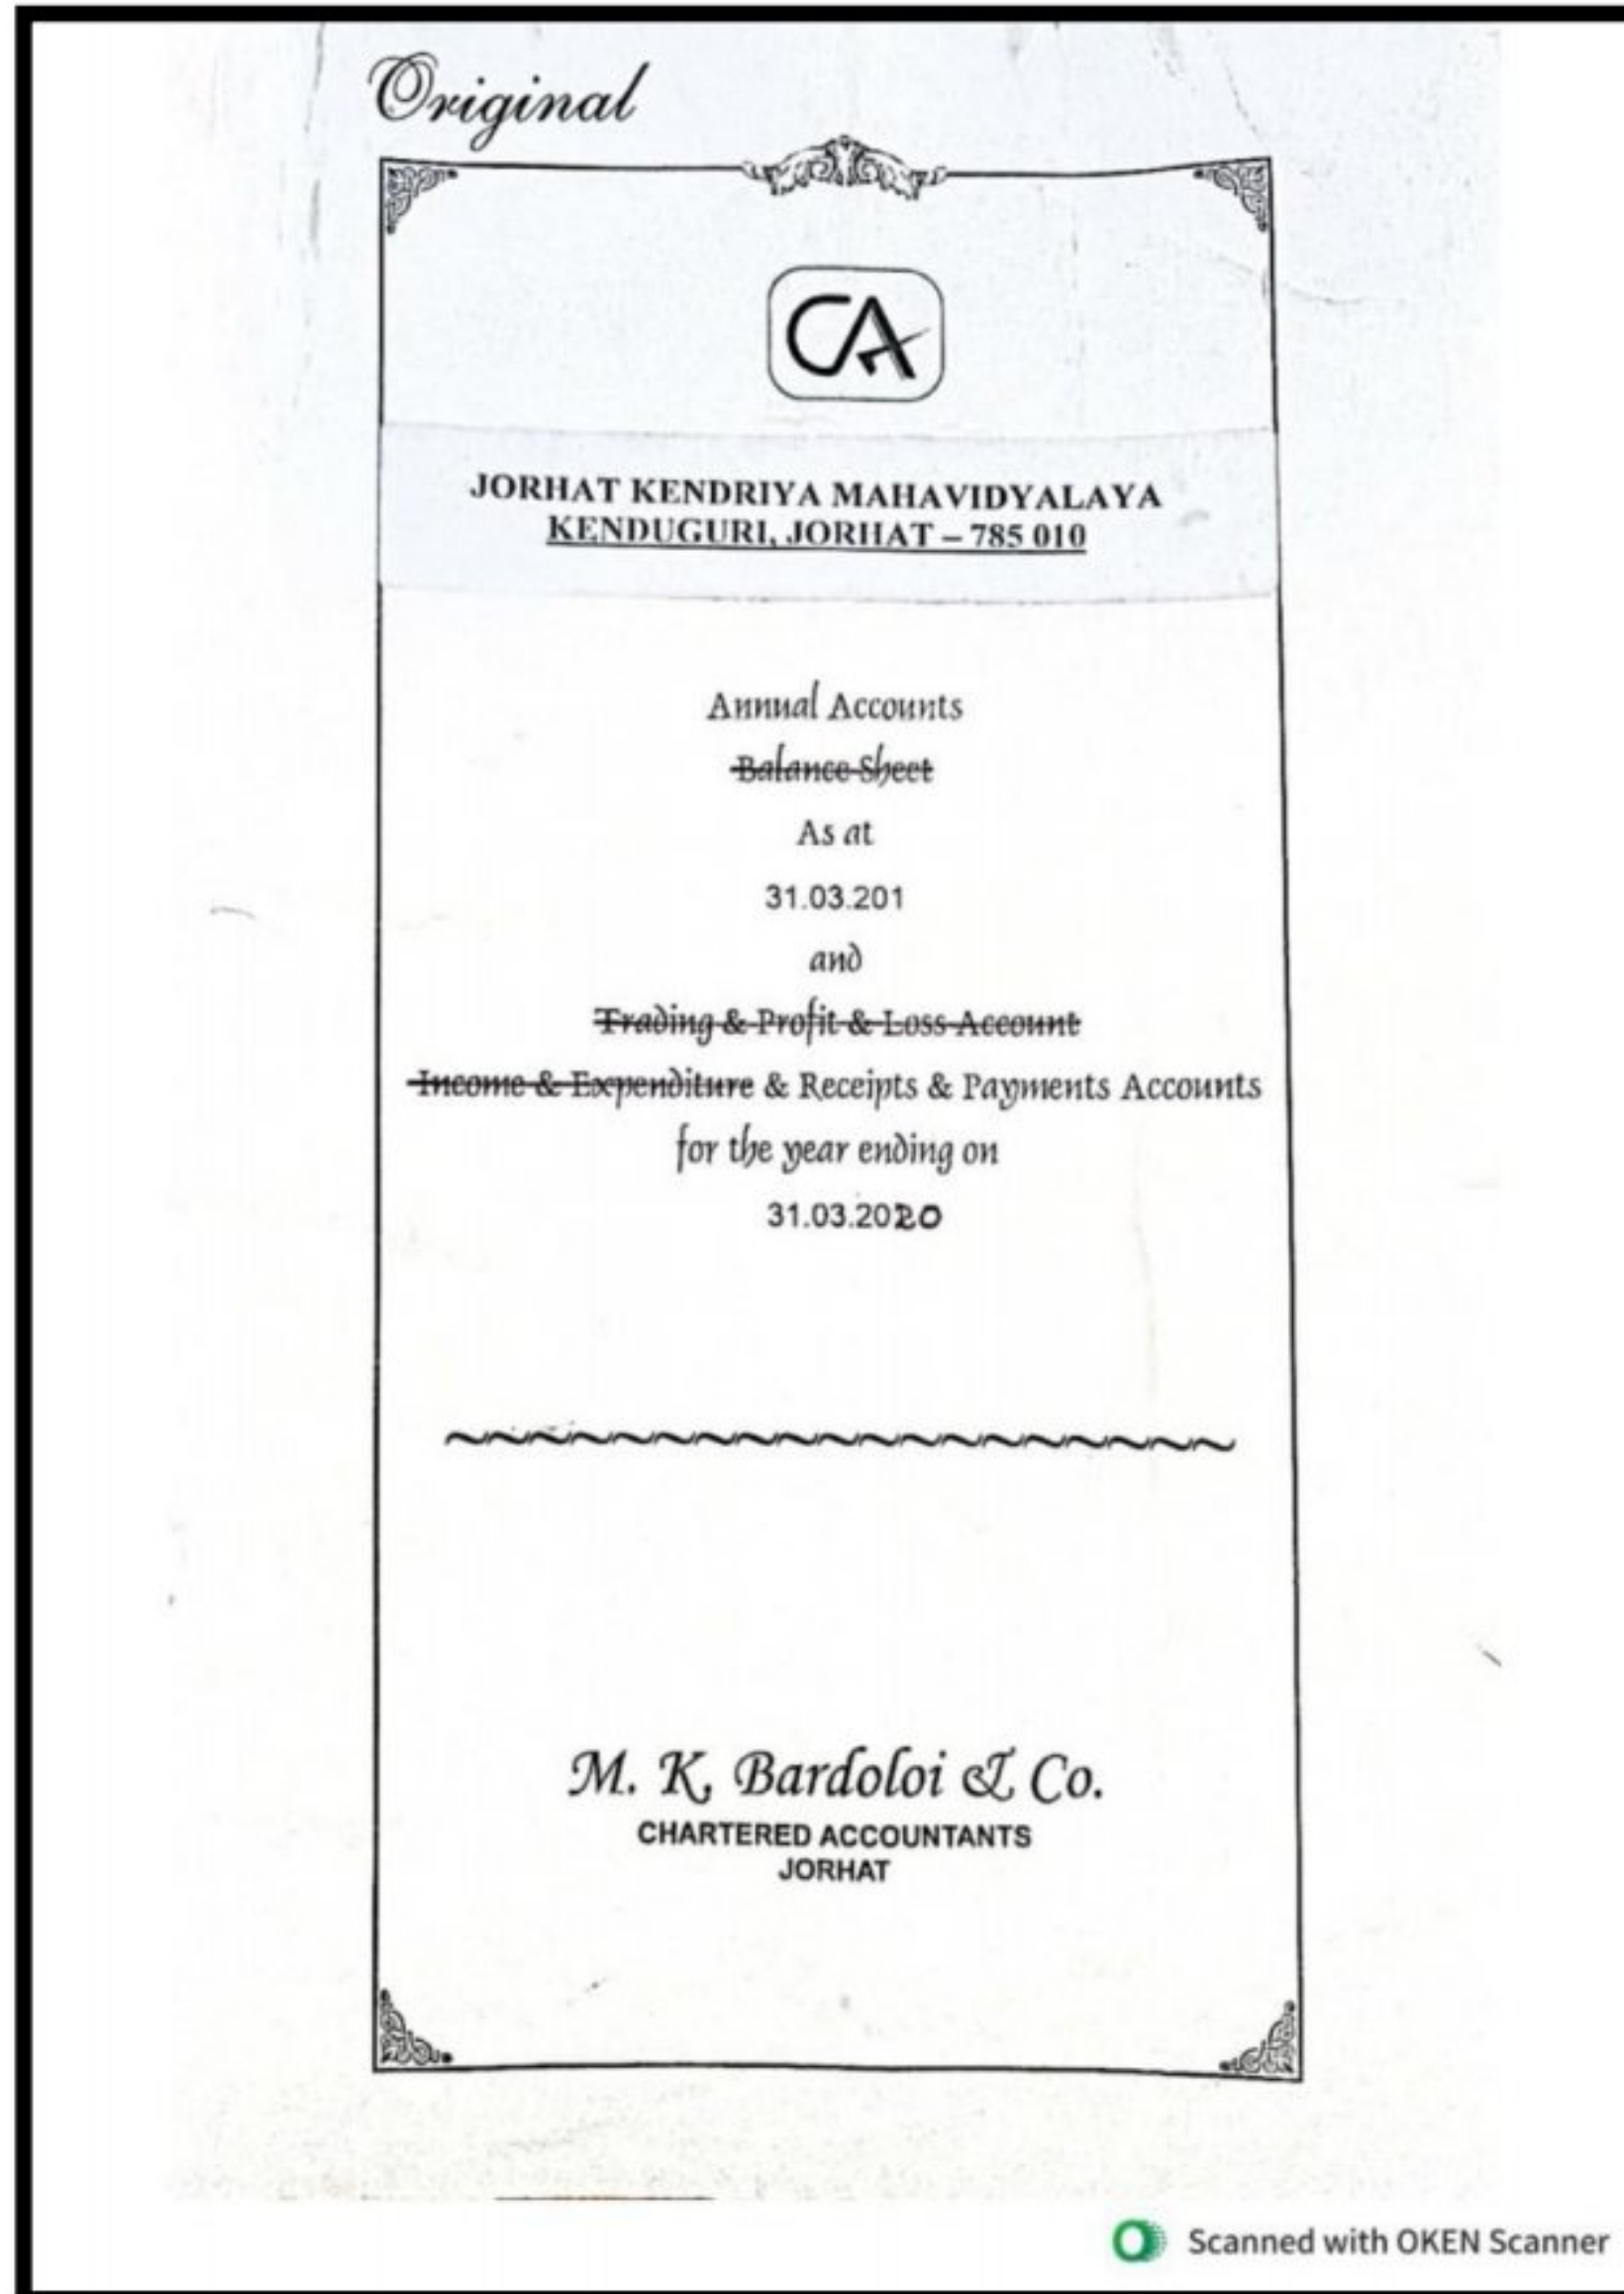 Original
CA
JORHAT KENDRIYA MAHAVIDYALAYA
KENDUGURI, JORHAT – 785 010
Annual Accounts
Balance Sheet
As at
31.03.201
and
Trading & Profit & Loss Account
Income & Expenditure & Receipts & Payments Accounts
for the year ending on
31.03.2020
M. K. Bardoloi & Co.
CHARTERED ACCOUNTANTS
JORHAT
Scanned with OKEN Scanner